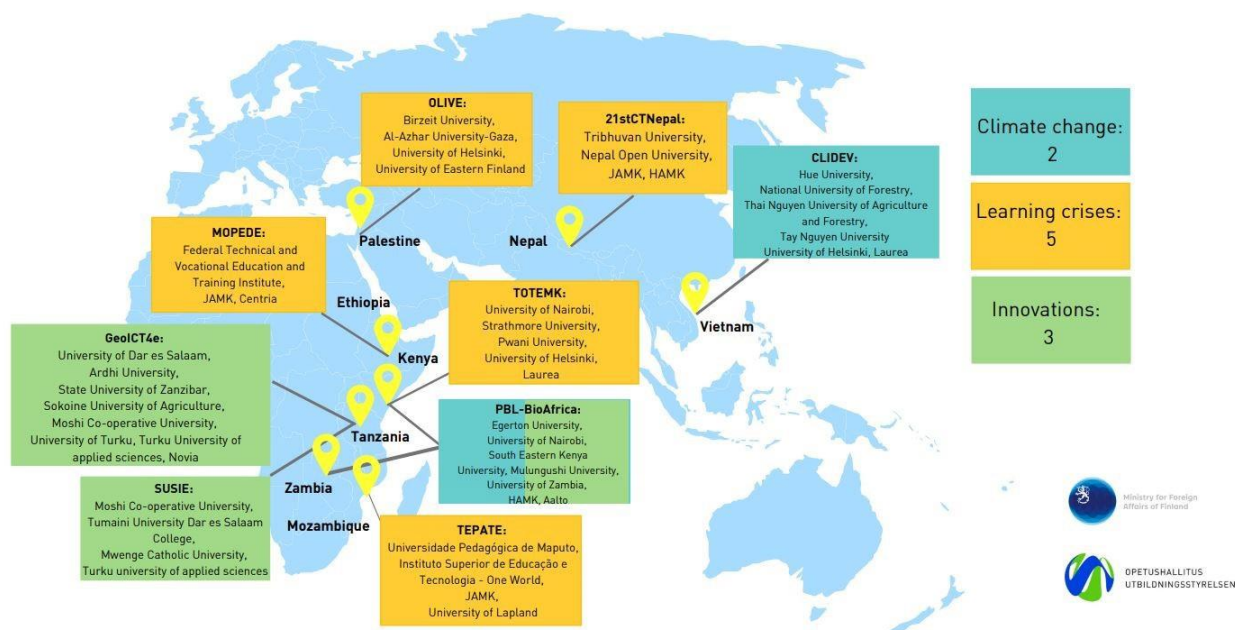 OLIVE:
Birzeit University,
Al-Azhar University-Gaza,
University of Helsinki,
University of Eastern Finland
21stCTNepal:
Tribhuvan University,
Nepal Open University,
JAMK, HAMK
CLIDEV:
Hue University,
National University of Forestry,
Thai Nguyen University of Agriculture
and Forestry,
Tay Nguyen University
University of Helsinki, Laurea
Climate change:
2
Learning crises:
5
Innovations:
3
Palestine
Nepal
Vietnam
MOPEDE:
Federal Technical and
Vocational Education and
Training Institute,
JAMK, Centria
Ethiopia
Kenya
TOTEMK:
University of Nairobi,
Strathmore University,
Pwani University,
University of Helsinki,
Laurea
GeoICT4e:
University of Dar es Salaam,
Ardhi University,
State University of Zanzibar,
Sokoine University of Agriculture,
Moshi Co-operative University,
University of Turku, Turku University of
applied sciences, Novia
Tanzania
PBL-BioAfrica:
Egerton University,
University of Nairobi,
South Eastern Kenya
University, Mulungushi University,
University of Zambia,
HAMK, Aalto
Zambia
Mozambique
SUSIE:
Moshi Co-operative University,
Tumaini University Dar es Salaam
College,
Mwenge Catholic University,
Turku university of applied sciences
TEPATE:
Universidade Pedagógica de Maputo,
Instituto Superior de Educação e
Tecnologia - One World,
JAMK,
University of Lapland
Ministry for Foreign
Affairs of Finland
OPETUSHALLITUS
UTBILDNINGSSTYRELSEN